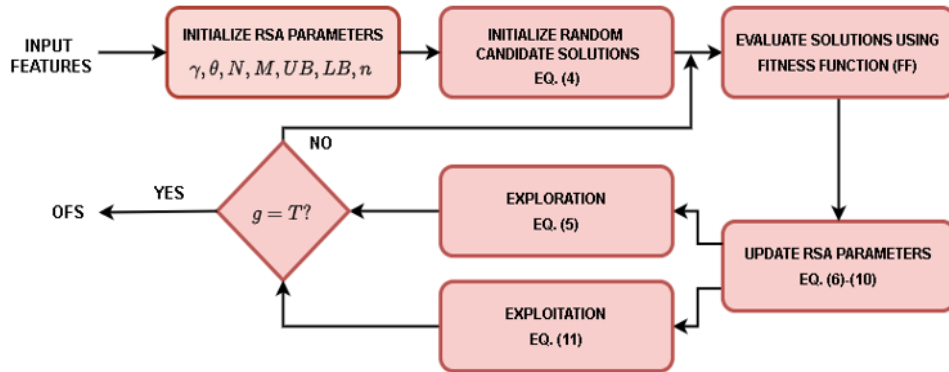 INPUT
FEATURES
INITIALIZE RSA PARAMETERS
γ, θ, N, M, UB, LB, n
INITIALIZE RANDOM
CANDIDATE SOLUTIONS
EQ. (4)
EVALUATE SOLUTIONS USING
FITNESS FUNCTION (FF)
NO
YES
OFS
g = T?
EXPLORATION
EQ. (5)
UPDATE RSA PARAMETERS
EQ. (6)-(10)
EXPLOITATION
EQ. (11)